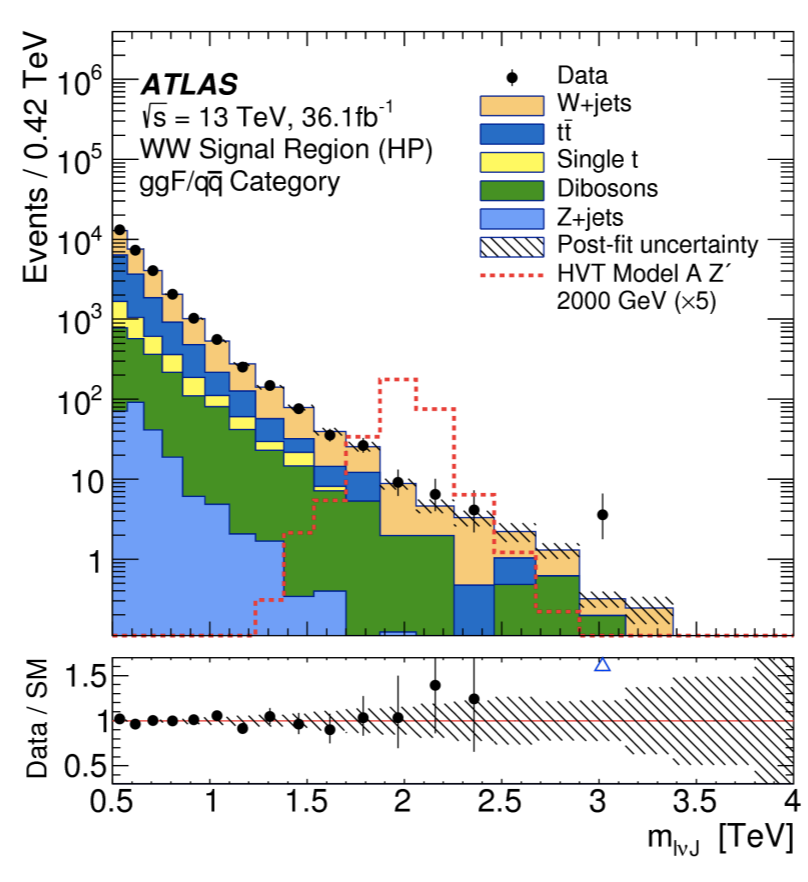 Events / 0.42 TeV
10⁶
10⁵
10⁴
10³
10²
10
1
ATLAS
√s = 13 TeV, 36.1fb⁻¹
WW Signal Region (HP)
ggF/qq̅ Category
Data
W+jets
tt̅
Single t
Dibosons
Z+jets
Post-fit uncertainty
HVT Model A Z′
2000 GeV (×5)
Data / SM
1.5
1
0.5
0.5 1 1.5 2 2.5 3 3.5 4
m_lνJ [TeV]